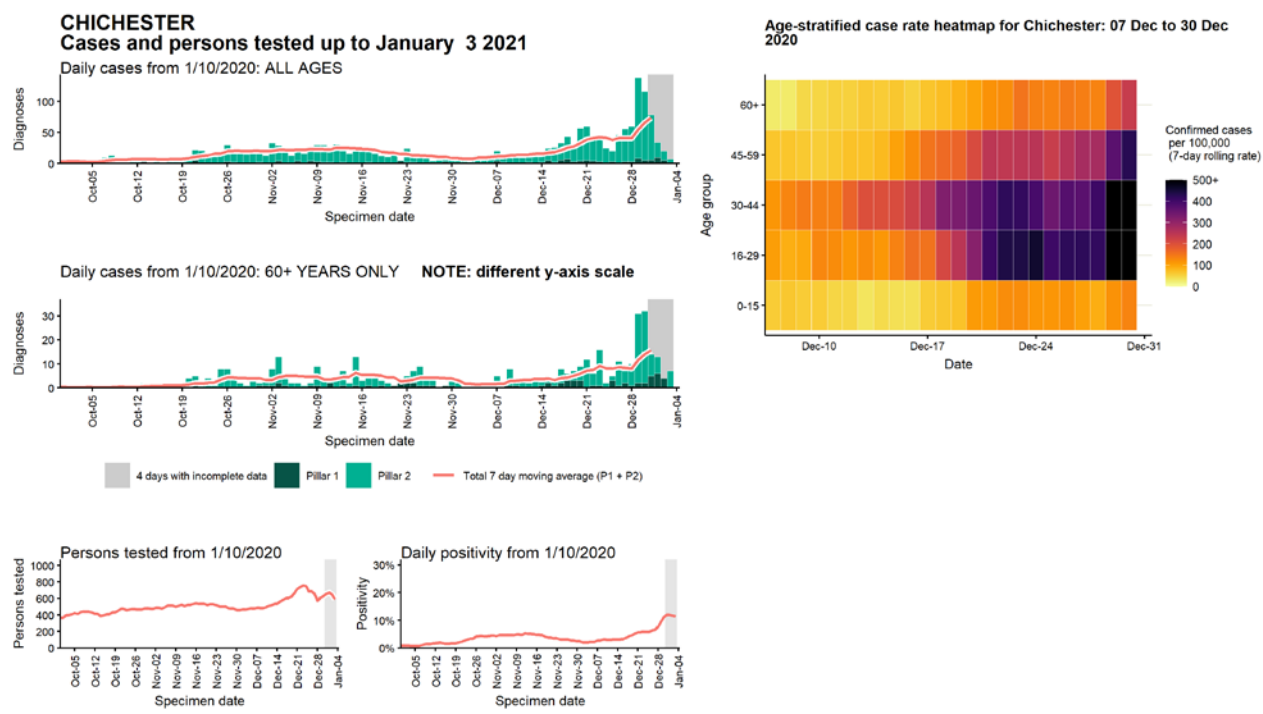 CHICHESTER
Cases and persons tested up to January 3 2021
Daily cases from 1/10/2020: ALL AGES
Diagnoses
100
50
0
Oct-05 Oct-12 Oct-19 Oct-26 Nov-02 Nov-09 Nov-16 Nov-23 Nov-30 Dec-07 Dec-14 Dec-21 Dec-28 Jan-04
Specimen date
Daily cases from 1/10/2020: 60+ YEARS ONLY NOTE: different y-axis scale
Diagnoses
30
20
10
0
Oct-05 Oct-12 Oct-19 Oct-26 Nov-02 Nov-09 Nov-16 Nov-23 Nov-30 Dec-07 Dec-14 Dec-21 Dec-28 Jan-04
Specimen date
4 days with incomplete data Pillar 1 Pillar 2 Total 7 day moving average (P1 + P2)
Persons tested from 1/10/2020
Persons tested
1000
800
600
400
200
0
Oct-05 Oct-12 Oct-19 Oct-26 Nov-02 Nov-09 Nov-16 Nov-23 Nov-30 Dec-07 Dec-14 Dec-21 Dec-28 Jan-04
Specimen date
Daily positivity from 1/10/2020
Positivity
30%
20%
10%
0%
Oct-05 Oct-12 Oct-19 Oct-26 Nov-02 Nov-09 Nov-16 Nov-23 Nov-30 Dec-07 Dec-14 Dec-21 Dec-28 Jan-04
Specimen date
Age-stratified case rate heatmap for Chichester: 07 Dec to 30 Dec
2020
Age group
60+
45-59
30-44
16-29
0-15
Dec-10 Dec-17 Dec-24 Dec-31
Date
Confirmed cases
per 100,000
(7-day rolling rate)
500+
400
300
200
100
0